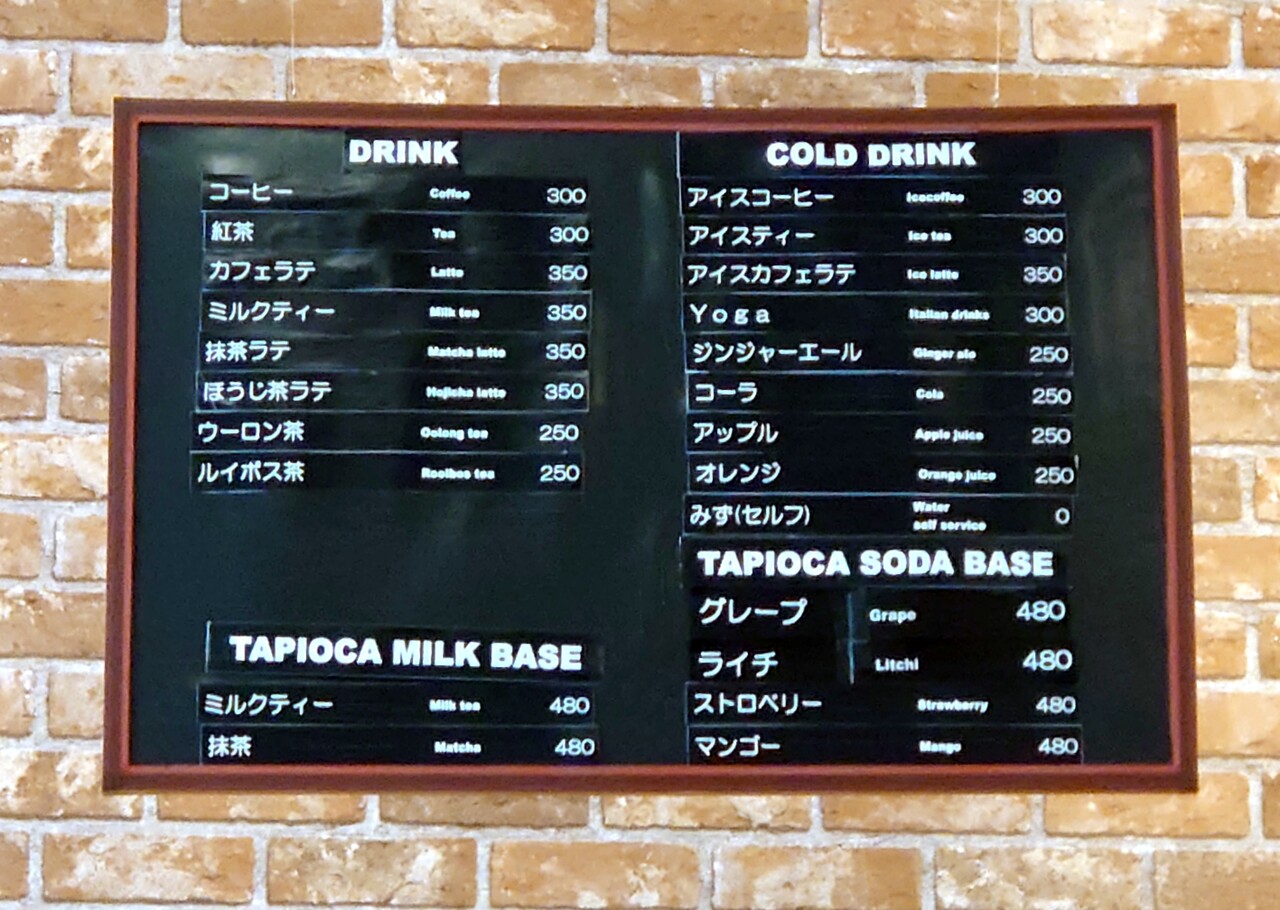 DRINK
コーヒー Coffee 300
紅茶 Tea 300
カフェラテ Latte 350
ミルクティー Milk tea 350
抹茶ラテ Matcha latte 350
ほうじ茶ラテ Hojicha latte 350
ウーロン茶 Oolong tea 250
ルイボス茶 Rooibos tea 250
TAPIOCA MILK BASE
ミルクティー Milk tea 480
抹茶 Matcha 480
COLD DRINK
アイスコーヒー Icecoffee 300
アイスティー Ice tea 300
アイスカフェラテ Ice latte 350
Ｙｏｇａ Italian drinks 300
ジンジャーエール Ginger ale 250
コーラ Cola 250
アップル Apple juice 250
オレンジ Orange juice 250
みず(セルフ) Water self service 0
TAPIOCA SODA BASE
グレープ Grape 480
ライチ Litchi 480
ストロベリー Strawberry 480
マンゴー Mango 480